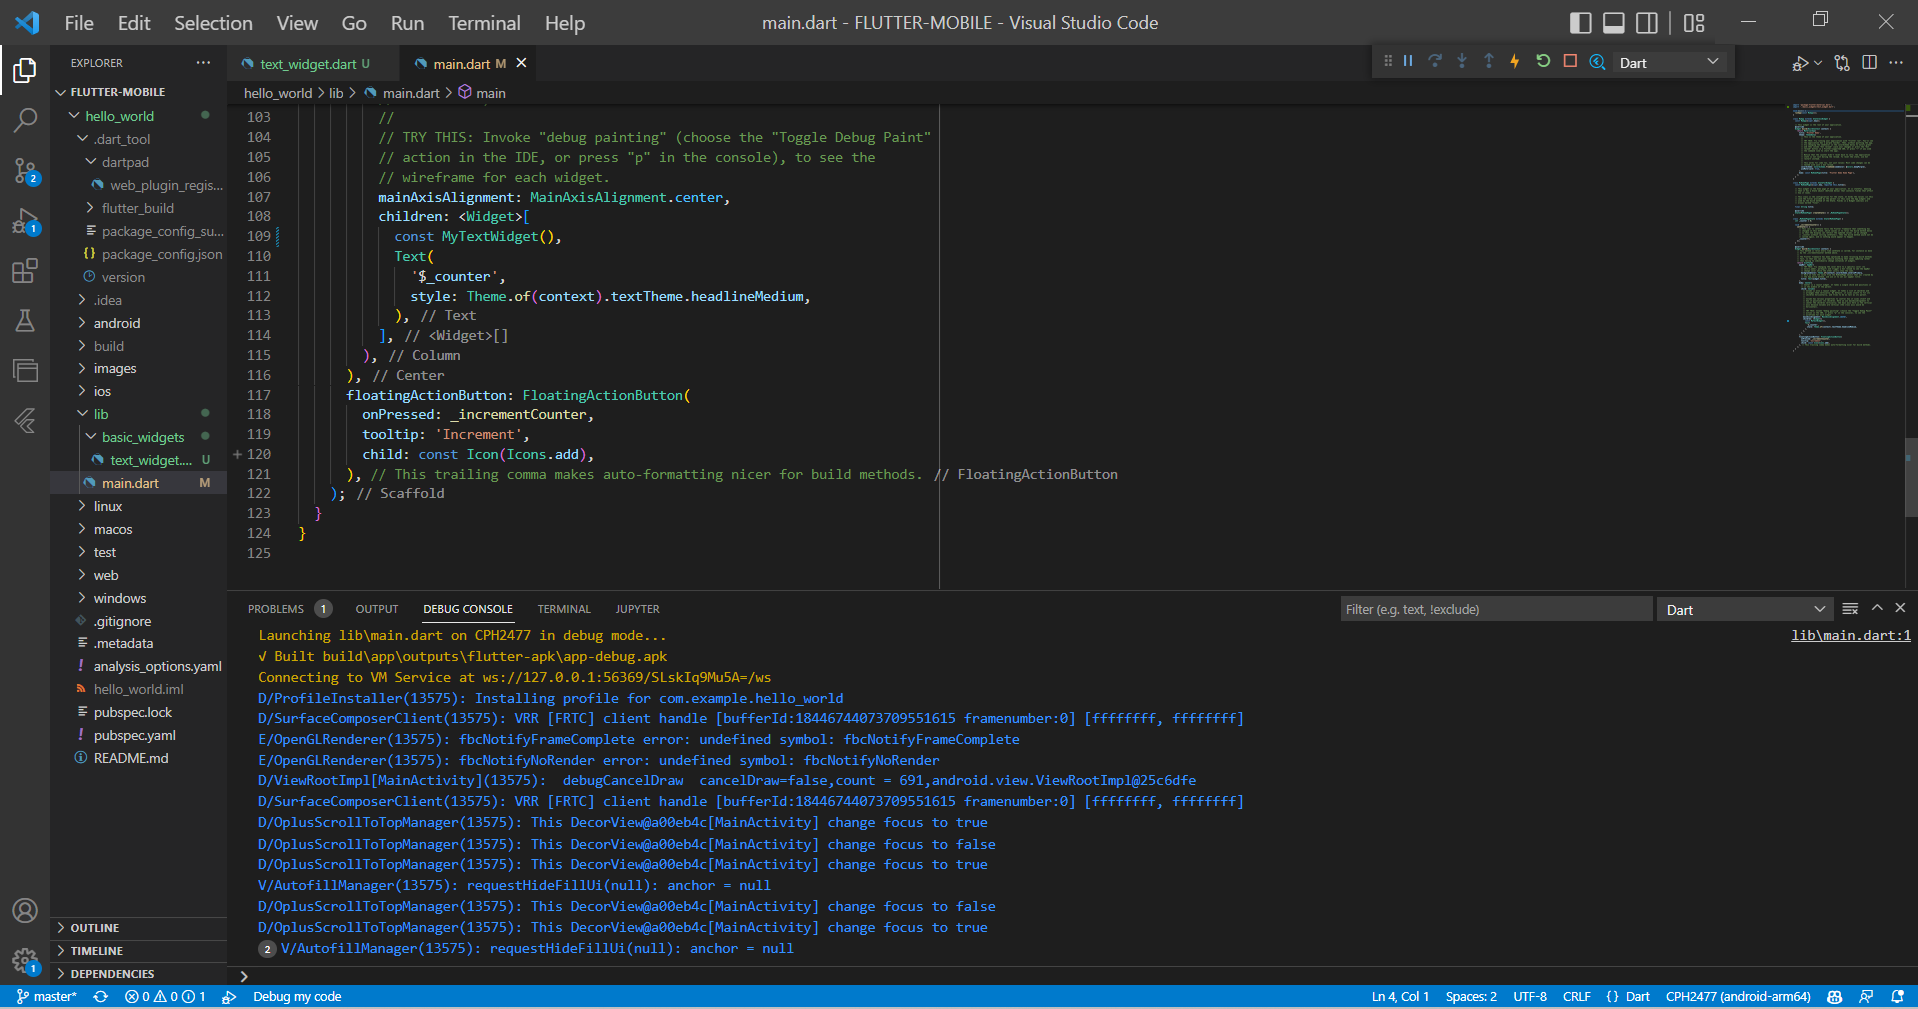 File Edit Selection View Go Run Terminal Help
main.dart - FLUTTER-MOBILE - Visual Studio Code
EXPLORER
FLUTTER-MOBILE
hello_world
.dart_tool
dartpad
web_plugin_regis...
flutter_build
package_config_su...
package_config.json
version
.idea
android
build
images
ios
lib
basic_widgets
text_widget.... U
main.dart M
linux
macos
test
web
windows
.gitignore
.metadata
analysis_options.yaml
hello_world.iml
pubspec.lock
pubspec.yaml
README.md
OUTLINE
TIMELINE
DEPENDENCIES
2
1
1
text_widget.dart U
main.dart M
Dart
hello_world > lib > main.dart > main
103 //
104 // TRY THIS: Invoke "debug painting" (choose the "Toggle Debug Paint"
105 // action in the IDE, or press "p" in the console), to see the
106 // wireframe for each widget.
107 mainAxisAlignment: MainAxisAlignment.center,
108 children: <Widget>[
109 const MyTextWidget(),
110 Text(
111 '$_counter',
112 style: Theme.of(context).textTheme.headlineMedium,
113 ), // Text
114 ], // <Widget>[]
115 ), // Column
116 ), // Center
117 floatingActionButton: FloatingActionButton(
118 onPressed: _incrementCounter,
119 tooltip: 'Increment',
120 child: const Icon(Icons.add),
121 ), // This trailing comma makes auto-formatting nicer for build methods. // FloatingActionButton
122 ); // Scaffold
123 }
124 }
125
PROBLEMS 1 OUTPUT DEBUG CONSOLE TERMINAL JUPYTER
Filter (e.g. text, !exclude)
Dart
Launching lib\main.dart on CPH2477 in debug mode...
lib\main.dart:1
√ Built build\app\outputs\flutter-apk\app-debug.apk
Connecting to VM Service at ws://127.0.0.1:56369/SLskIq9Mu5A=/ws
D/ProfileInstaller(13575): Installing profile for com.example.hello_world
D/SurfaceComposerClient(13575): VRR [FRTC] client handle [bufferId:18446744073709551615 framenumber:0] [ffffffff, ffffffff]
E/OpenGLRenderer(13575): fbcNotifyFrameComplete error: undefined symbol: fbcNotifyFrameComplete
E/OpenGLRenderer(13575): fbcNotifyNoRender error: undefined symbol: fbcNotifyNoRender
D/ViewRootImpl[MainActivity](13575): debugCancelDraw cancelDraw=false,count = 691,android.view.ViewRootImpl@25c6dfe
D/SurfaceComposerClient(13575): VRR [FRTC] client handle [bufferId:18446744073709551615 framenumber:0] [ffffffff, ffffffff]
D/OplusScrollToTopManager(13575): This DecorView@a00eb4c[MainActivity] change focus to true
D/OplusScrollToTopManager(13575): This DecorView@a00eb4c[MainActivity] change focus to false
D/OplusScrollToTopManager(13575): This DecorView@a00eb4c[MainActivity] change focus to true
V/AutofillManager(13575): requestHideFillUi(null): anchor = null
D/OplusScrollToTopManager(13575): This DecorView@a00eb4c[MainActivity] change focus to false
D/OplusScrollToTopManager(13575): This DecorView@a00eb4c[MainActivity] change focus to true
2 V/AutofillManager(13575): requestHideFillUi(null): anchor = null
master* 0 0 1 Debug my code
Ln 4, Col 1 Spaces: 2 UTF-8 CRLF { } Dart CPH2477 (android-arm64)